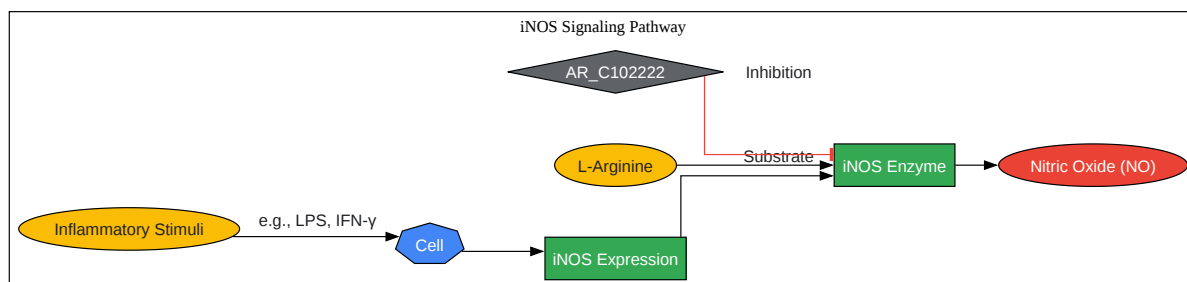 iNOS Signaling Pathway
AR_C102222
Inhibition
L-Arginine
Substrate
iNOS Enzyme
Nitric Oxide (NO)
Inflammatory Stimuli
e.g., LPS, IFN-γ
Cell
iNOS Expression